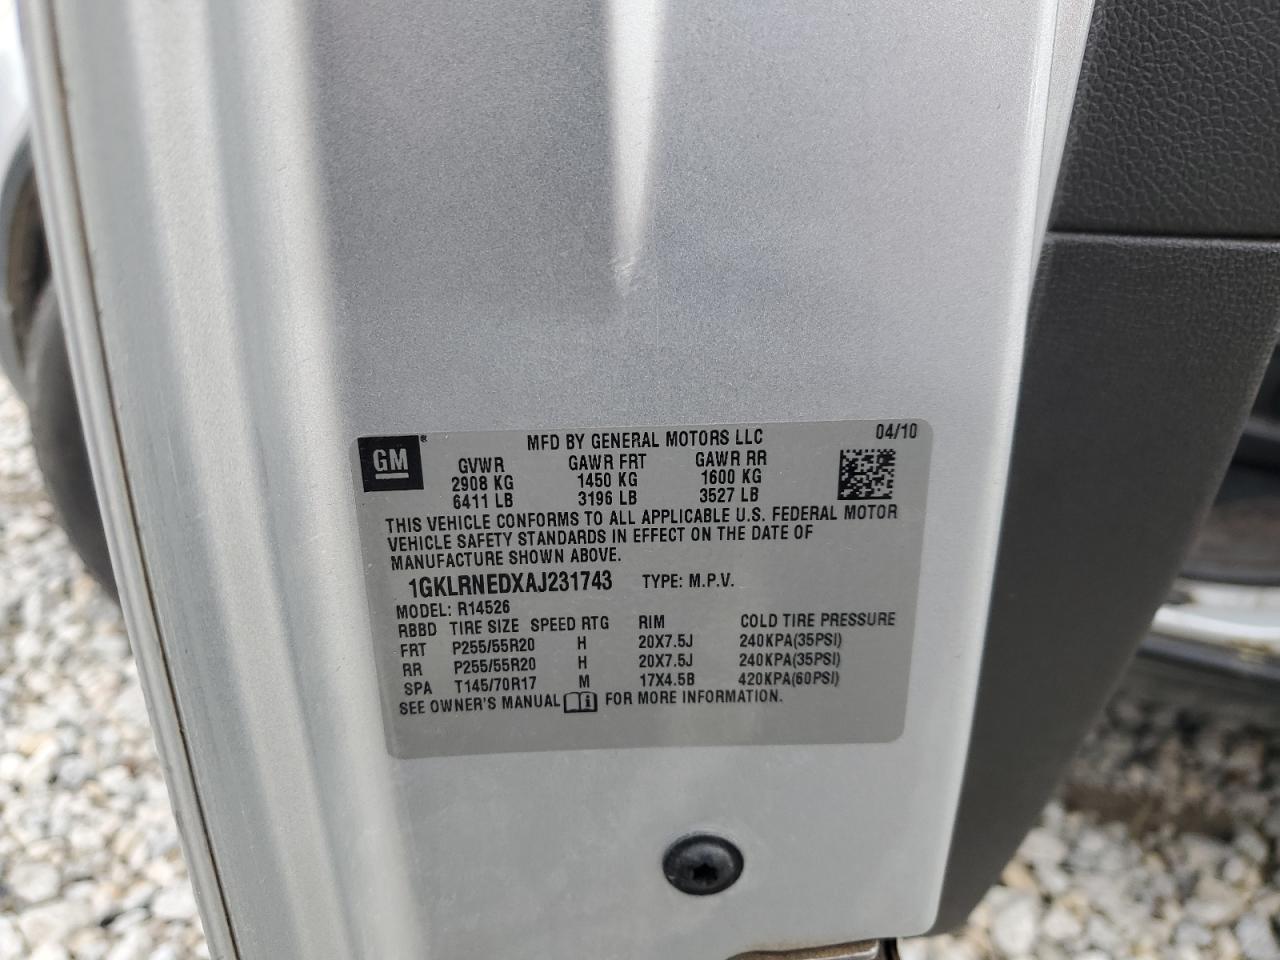 GM ® MFD BY GENERAL MOTORS LLC 04/10
GVWR GAWR FRT GAWR RR
2908 KG 1450 KG 1600 KG
6411 LB 3196 LB 3527 LB
THIS VEHICLE CONFORMS TO ALL APPLICABLE U.S. FEDERAL MOTOR
VEHICLE SAFETY STANDARDS IN EFFECT ON THE DATE OF
MANUFACTURE SHOWN ABOVE.
1GKLRNEDXAJ231743 TYPE: M.P.V.
MODEL: R14526
RBBD TIRE SIZE SPEED RTG RIM COLD TIRE PRESSURE
FRT P255/55R20 H 20X7.5J 240KPA(35PSI)
RR P255/55R20 H 20X7.5J 240KPA(35PSI)
SPA T145/70R17 M 17X4.5B 420KPA(60PSI)
SEE OWNER'S MANUAL i FOR MORE INFORMATION.